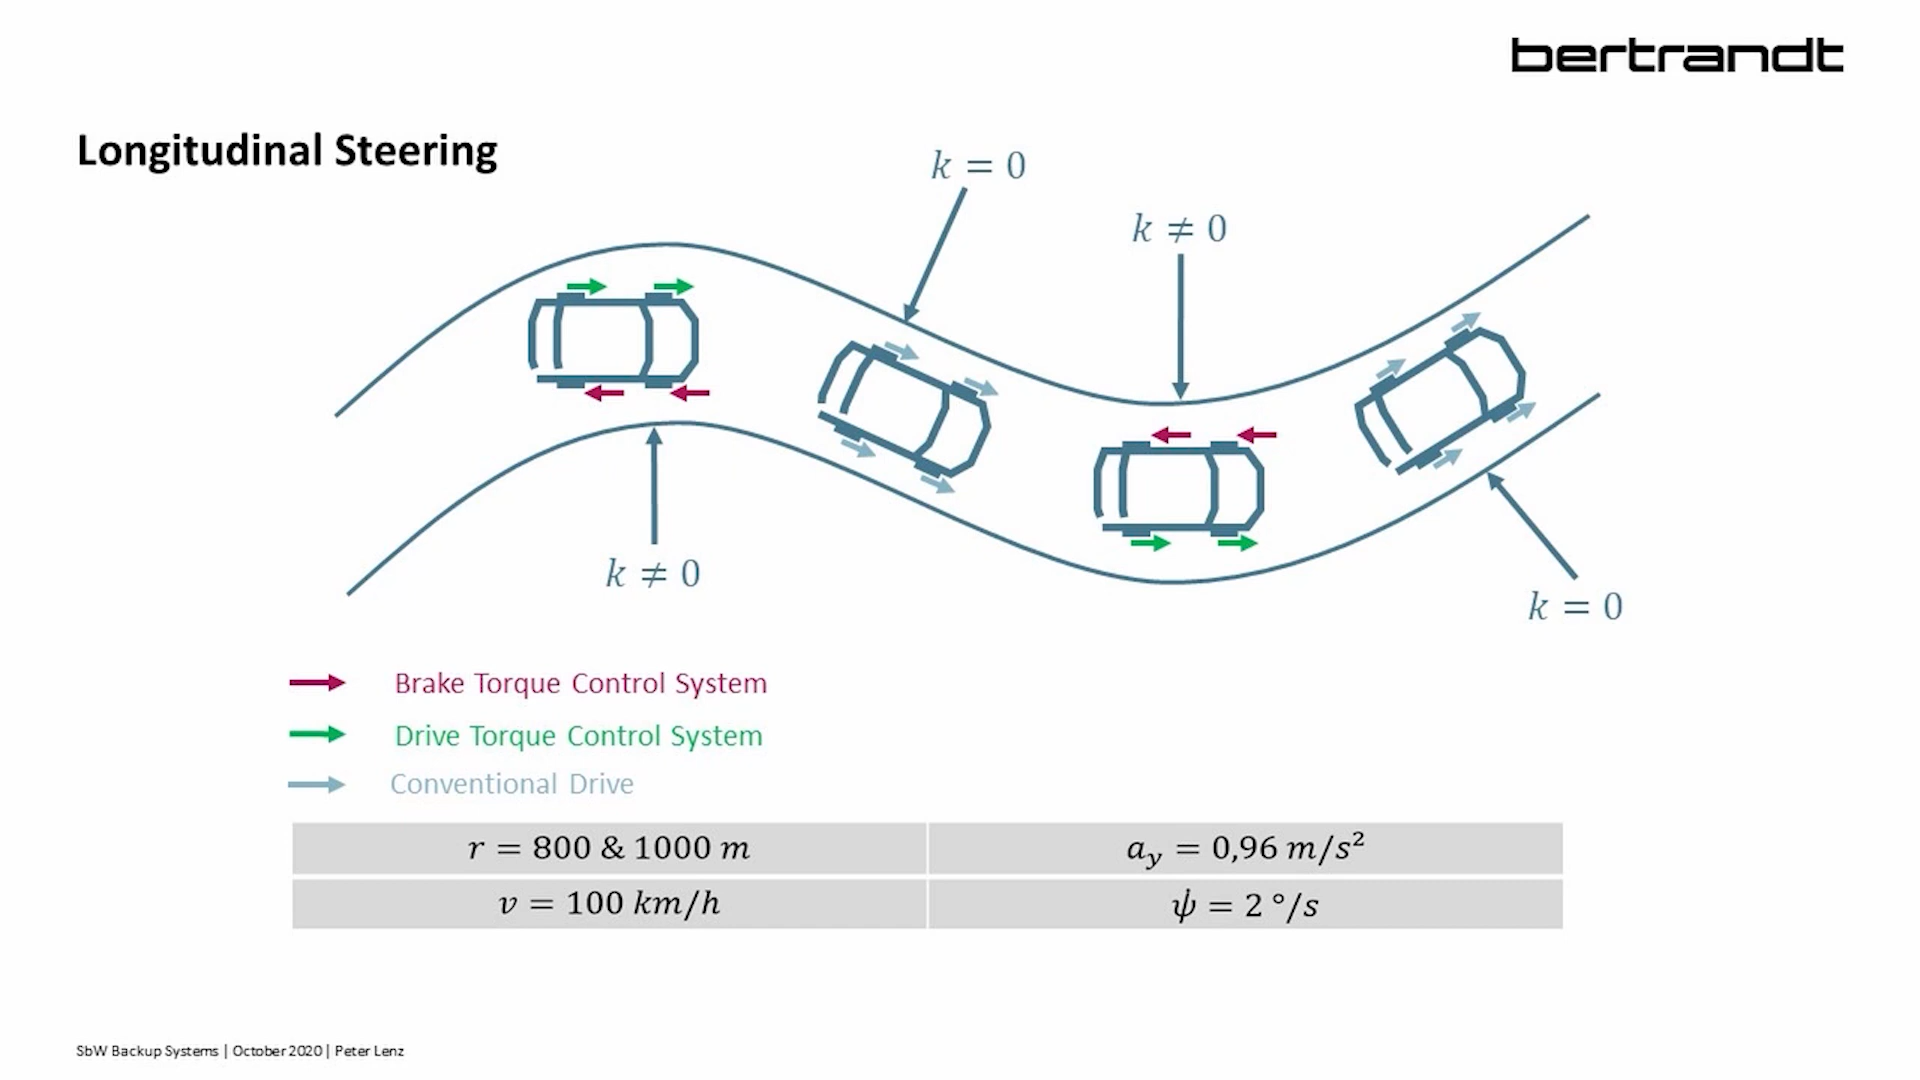 bertrandt
Longitudinal Steering
k = 0
k ≠ 0
k ≠ 0
k = 0
Brake Torque Control System
Drive Torque Control System
Conventional Drive
r = 800 & 1000 m
a_y = 0,96 m/s²
v = 100 km/h
ψ̇ = 2 °/s
SbW Backup Systems | October 2020 | Peter Lenz